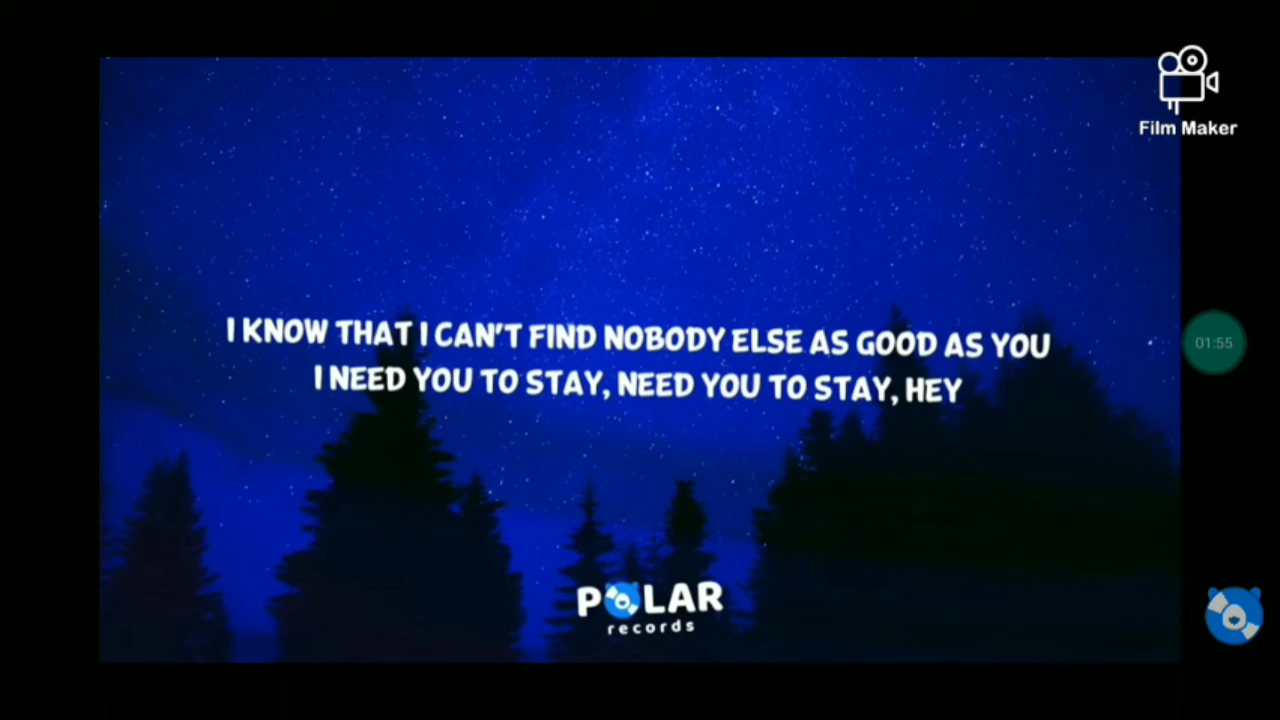 Film Maker
I KNOW THAT I CAN'T FIND NOBODY ELSE AS GOOD AS YOU
I NEED YOU TO STAY, NEED YOU TO STAY, HEY
01:55
POLAR
records